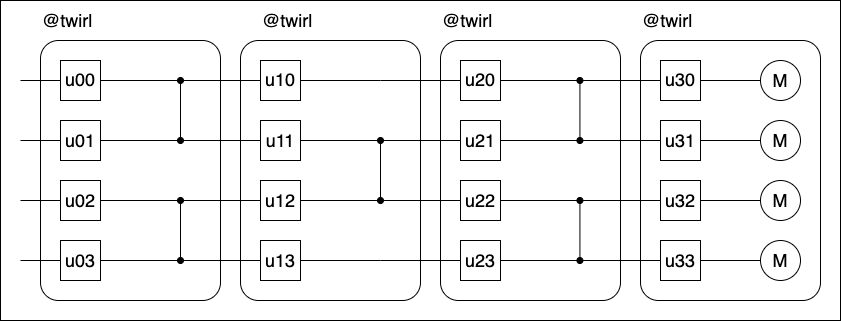 @twirl @twirl @twirl @twirl
u00 u10 u20 u30 M
u01 u11 u21 u31 M
u02 u12 u22 u32 M
u03 u13 u23 u33 M